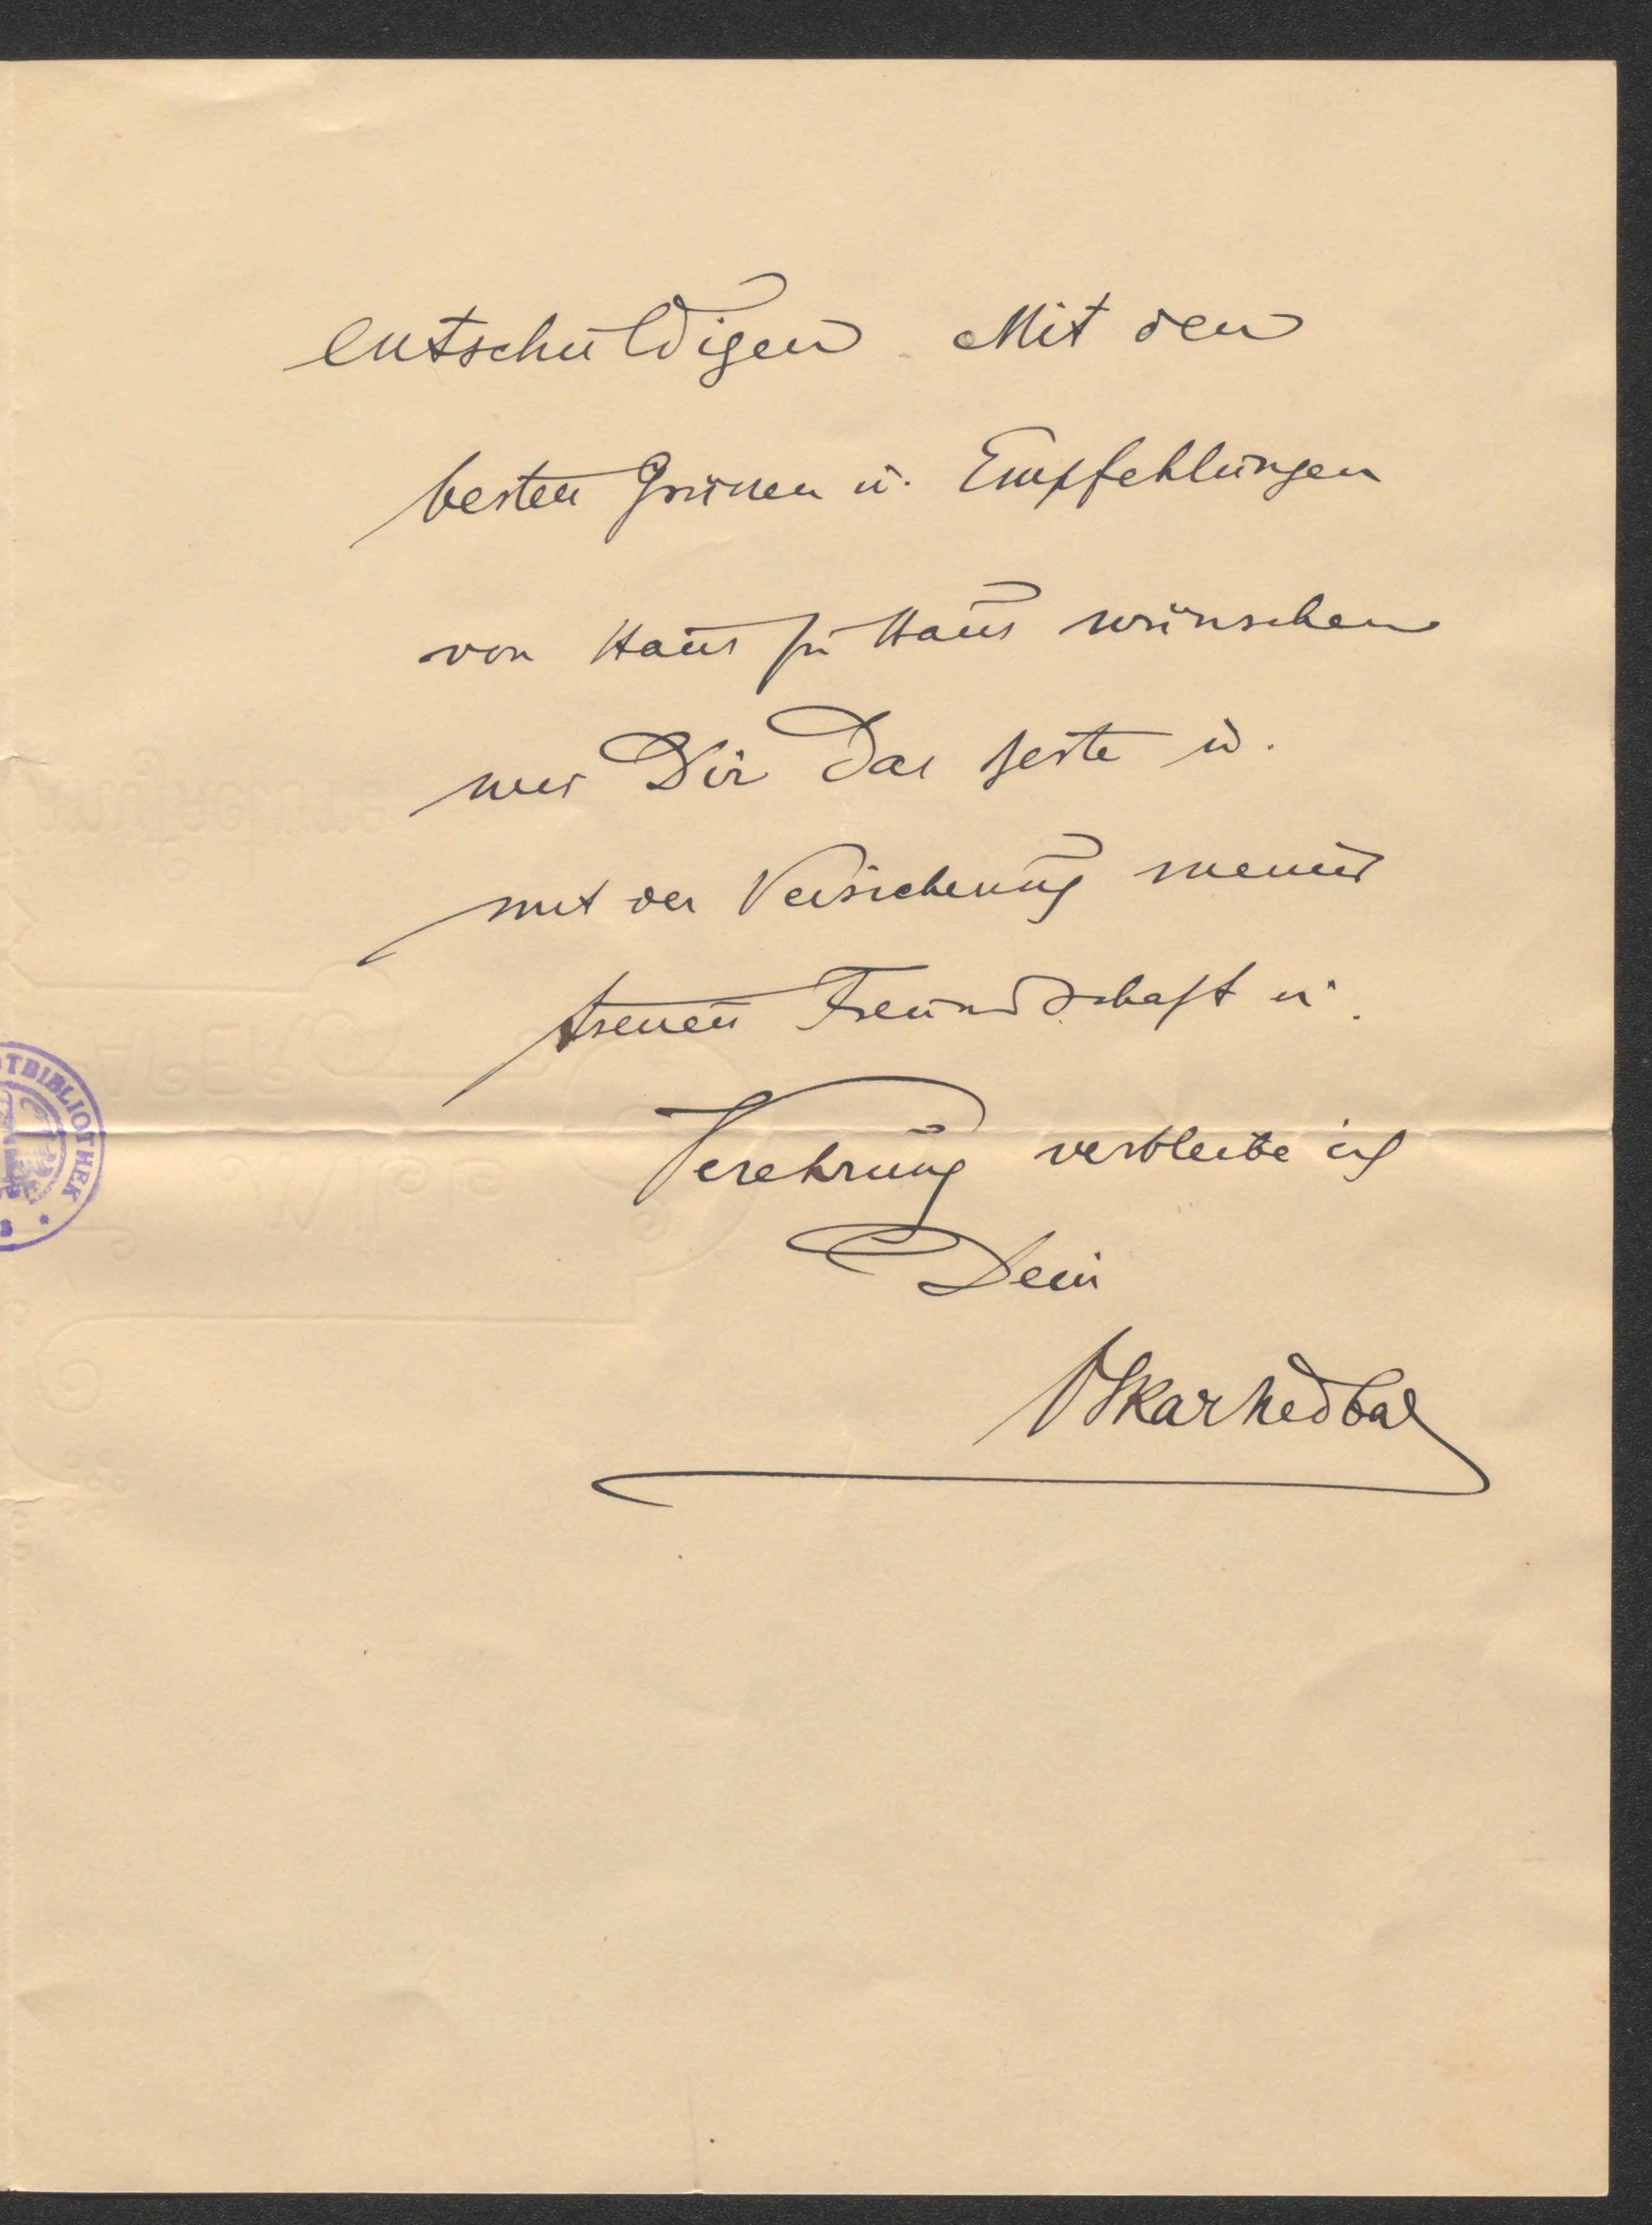 entschuldigen. Mit den
besten Grüssen u. Empfehlungen
von Haus zu Haus wünschen
wir Dir das beste u.
mit der Versicherung meiner
treuen Freundschaft u.
Verehrung verbleibe ich
Dein
Oskar Nedbal
TBIBLIOTHEK